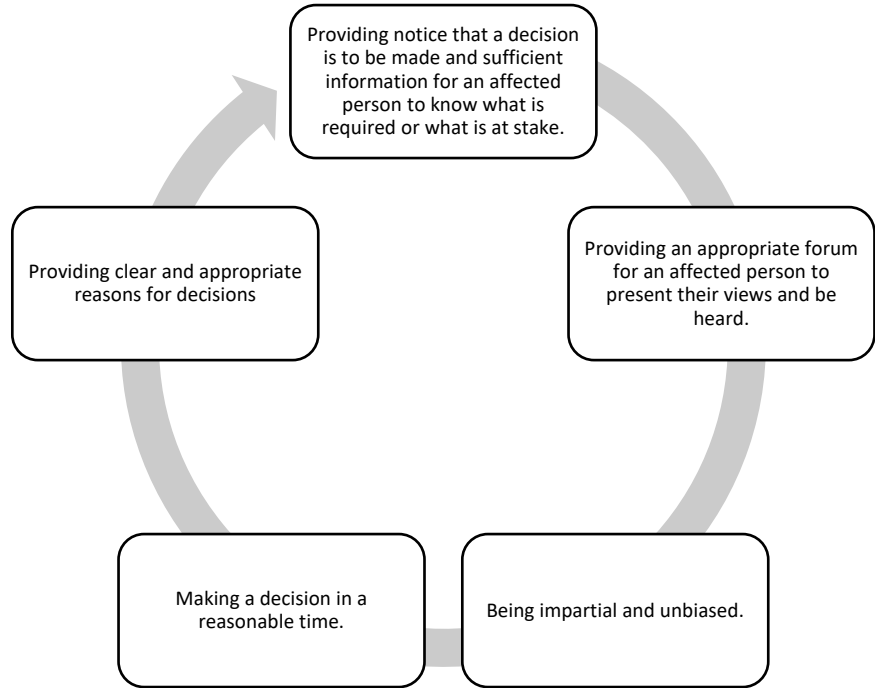 Providing notice that a decision
is to be made and sufficient
information for an affected
person to know what is
required or what is at stake.
Providing an appropriate forum
for an affected person to
present their views and be
heard.
Being impartial and unbiased.
Making a decision in a
reasonable time.
Providing clear and appropriate
reasons for decisions